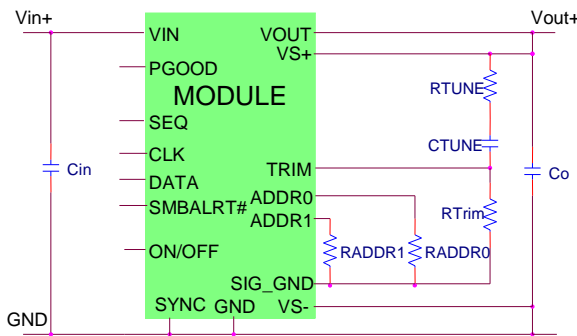 Vin+
Vout+
VIN
VOUT
VS+
PGOOD
RTUNE
MODULE
SEQ
CTUNE
CLK
TRIM
Cin
DATA
Co
ADDR0
SMBALRT#
RTrim
ADDR1
ON/OFF
RADDR1
RADDR0
SIG_GND
SYNC
GND
VS-
GND